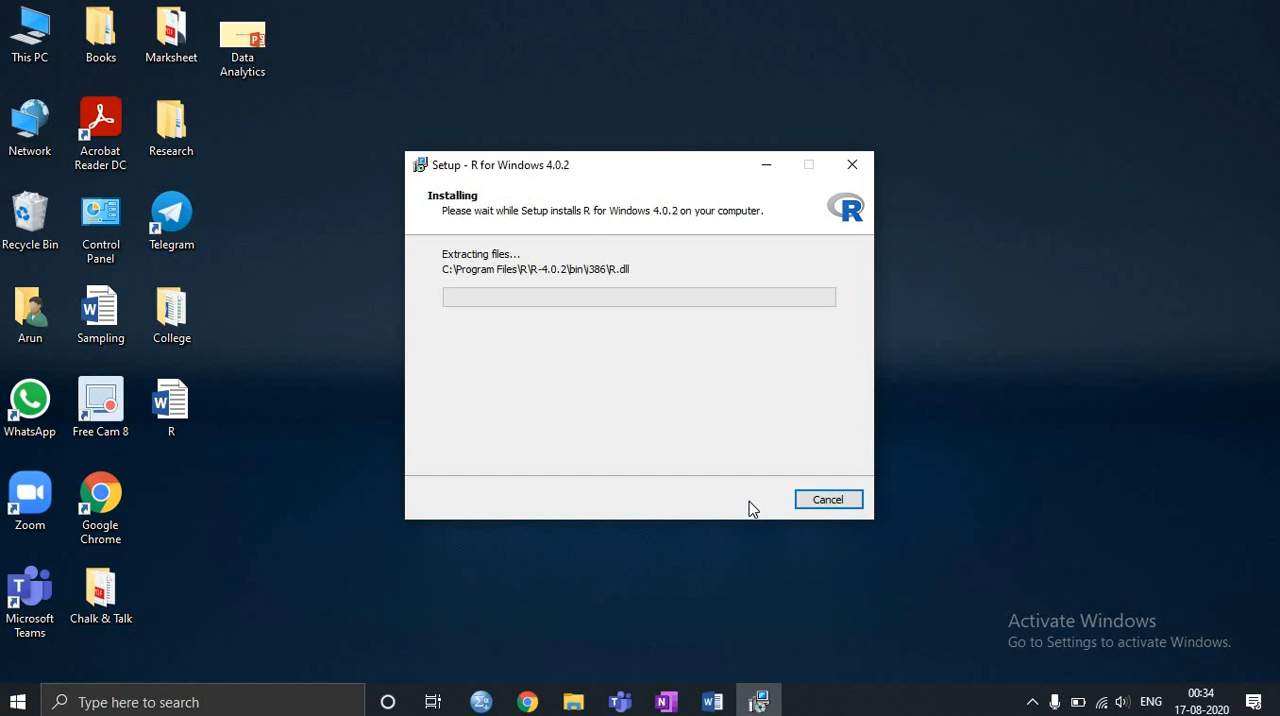 This PC
Books
Marksheet
Data
Analytics
Network
Acrobat
Reader DC
Research
Recycle Bin
Control
Panel
Telegram
Arun
Sampling
College
WhatsApp
Free Cam 8
R
Zoom
Google
Chrome
Microsoft
Teams
Chalk & Talk
Setup - R for Windows 4.0.2
Installing
Please wait while Setup installs R for Windows 4.0.2 on your computer.
R
Extracting files...
C:\Program Files\R\R-4.0.2\bin\i386\R.dll
Cancel
Activate Windows
Go to Settings to activate Windows.
Type here to search
ENG
00:34
17-08-2020